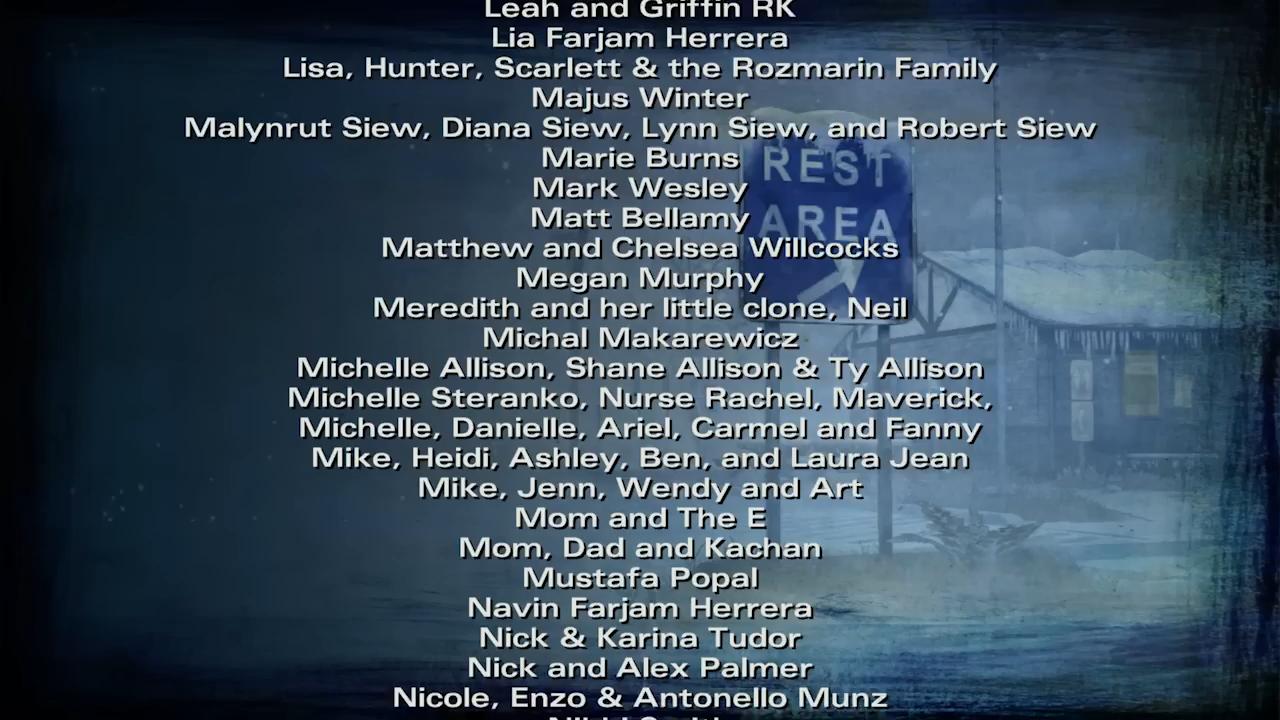 Leah and Griffin RK
Lia Farjam Herrera
Lisa, Hunter, Scarlett & the Rozmarin Family
Majus Winter
Malynrut Siew, Diana Siew, Lynn Siew, and Robert Siew
Marie Burns
Mark Wesley
Matt Bellamy
Matthew and Chelsea Willcocks
Megan Murphy
Meredith and her little clone, Neil
Michal Makarewicz
Michelle Allison, Shane Allison & Ty Allison
Michelle Steranko, Nurse Rachel, Maverick,
Michelle, Danielle, Ariel, Carmel and Fanny
Mike, Heidi, Ashley, Ben, and Laura Jean
Mike, Jenn, Wendy and Art
Mom and The E
Mom, Dad and Kachan
Mustafa Popal
Navin Farjam Herrera
Nick & Karina Tudor
Nick and Alex Palmer
Nicole, Enzo & Antonello Munz
REST
AREA